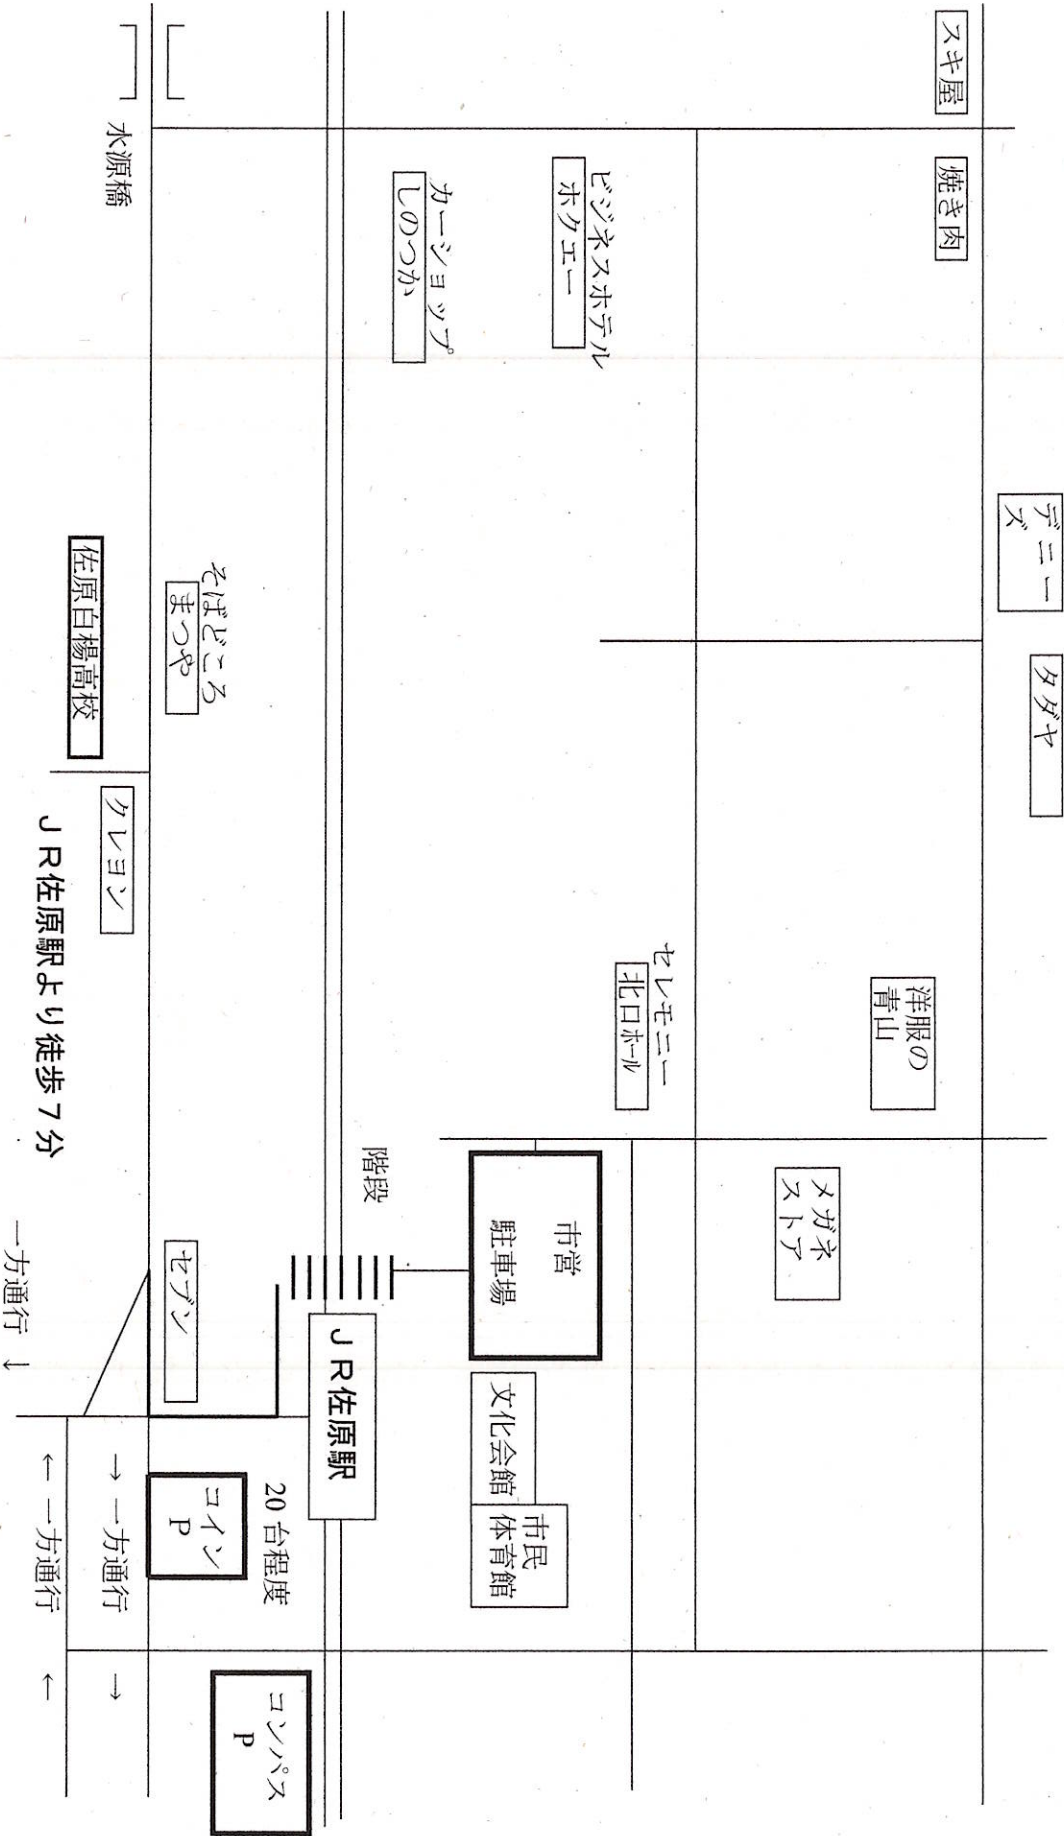 デニー
ズ
タダヤ
スキ屋
焼き肉
洋服の
青山
メガネ
ストア
セレモニー
北口ホール
ビジネスホテル
ホクエー
市営
駐車場
市民
体育館
文化会館
カーショップ
しのつか
階段
ＪＲ佐原駅
コンパス
P
20 台程度
そばどころ
まつや
セブン
コイン
P
水源橋
→ 一方通行 →
佐原白楊高校
クレヨン
← 一方通行 ←
ＪＲ佐原駅より徒歩７分
一方通行 ↓